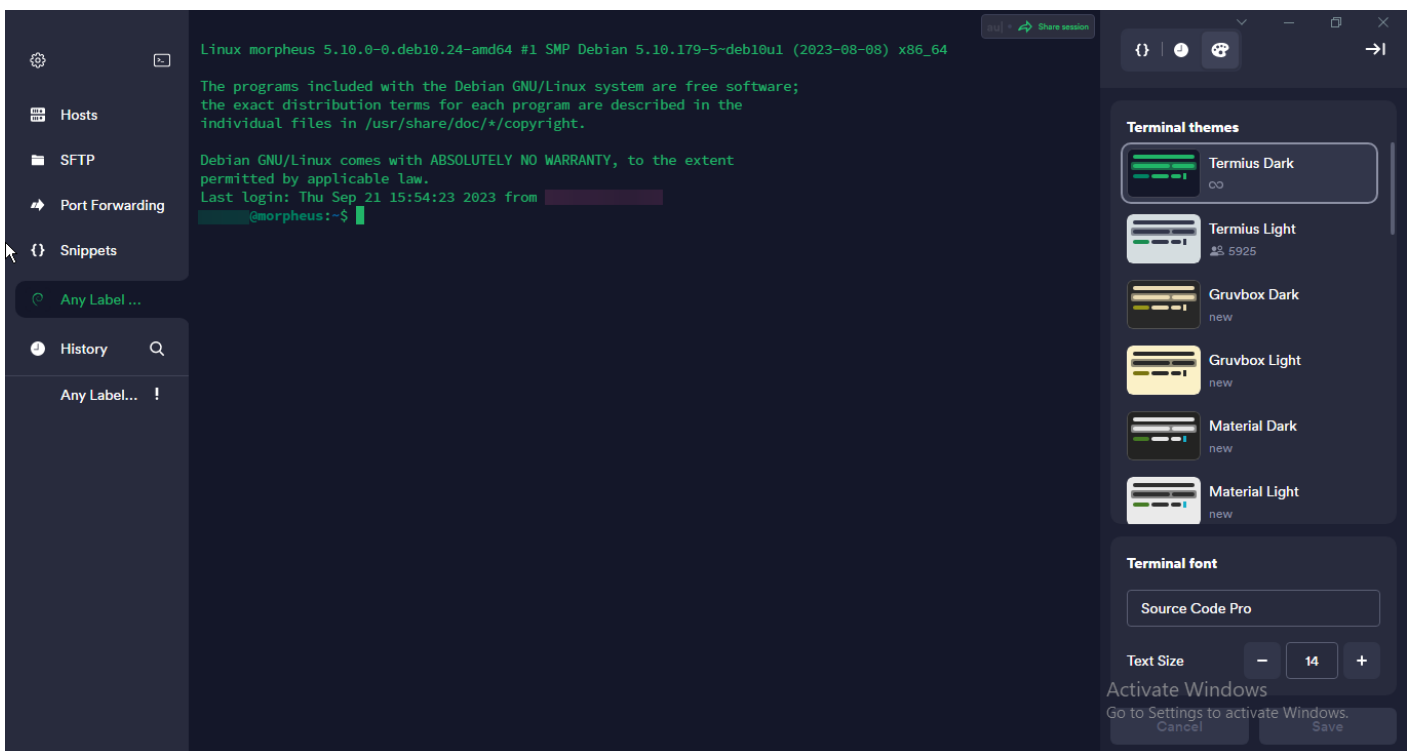 Share session
Hosts
SFTP
Port Forwarding
{} Snippets
Any Label ...
History
Any Label... !
Linux morpheus 5.10.0-0.deb10.24-amd64 #1 SMP Debian 5.10.179-5~deb10u1 (2023-08-08) x86_64
The programs included with the Debian GNU/Linux system are free software;
the exact distribution terms for each program are described in the
individual files in /usr/share/doc/*/copyright.
Debian GNU/Linux comes with ABSOLUTELY NO WARRANTY, to the extent
permitted by applicable law.
Last login: Thu Sep 21 15:54:23 2023 from
@morpheus:~$
{}
Terminal themes
Termius Dark
∞
Termius Light
5925
Gruvbox Dark
new
Gruvbox Light
new
Material Dark
new
Material Light
new
Terminal font
Source Code Pro
Text Size − 14 +
Activate Windows
Go to Settings to activate Windows.
Cancel Save